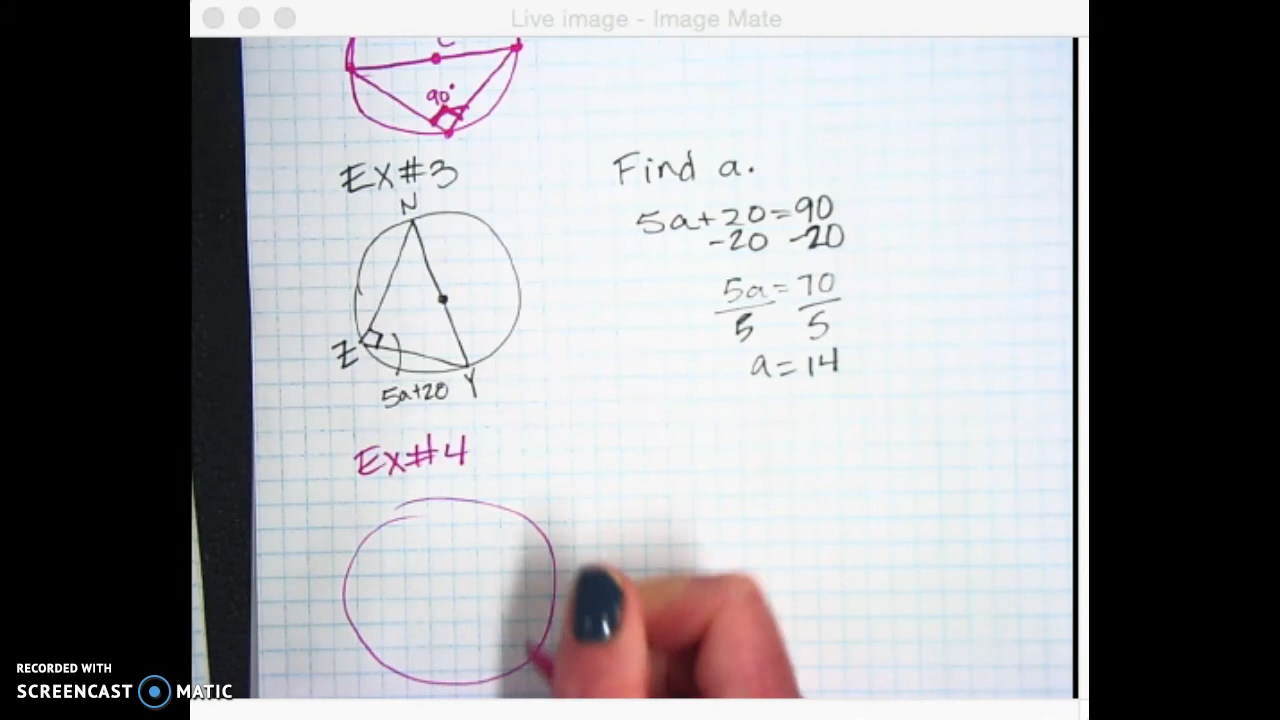 Live image - Image Mate
90°
Ex#3
Find a.
N
5a+20=90
-20 -20
5a=70
5 5
Z
a=14
5a+20
Y
Ex#4
RECORDED WITH
SCREENCAST MATIC